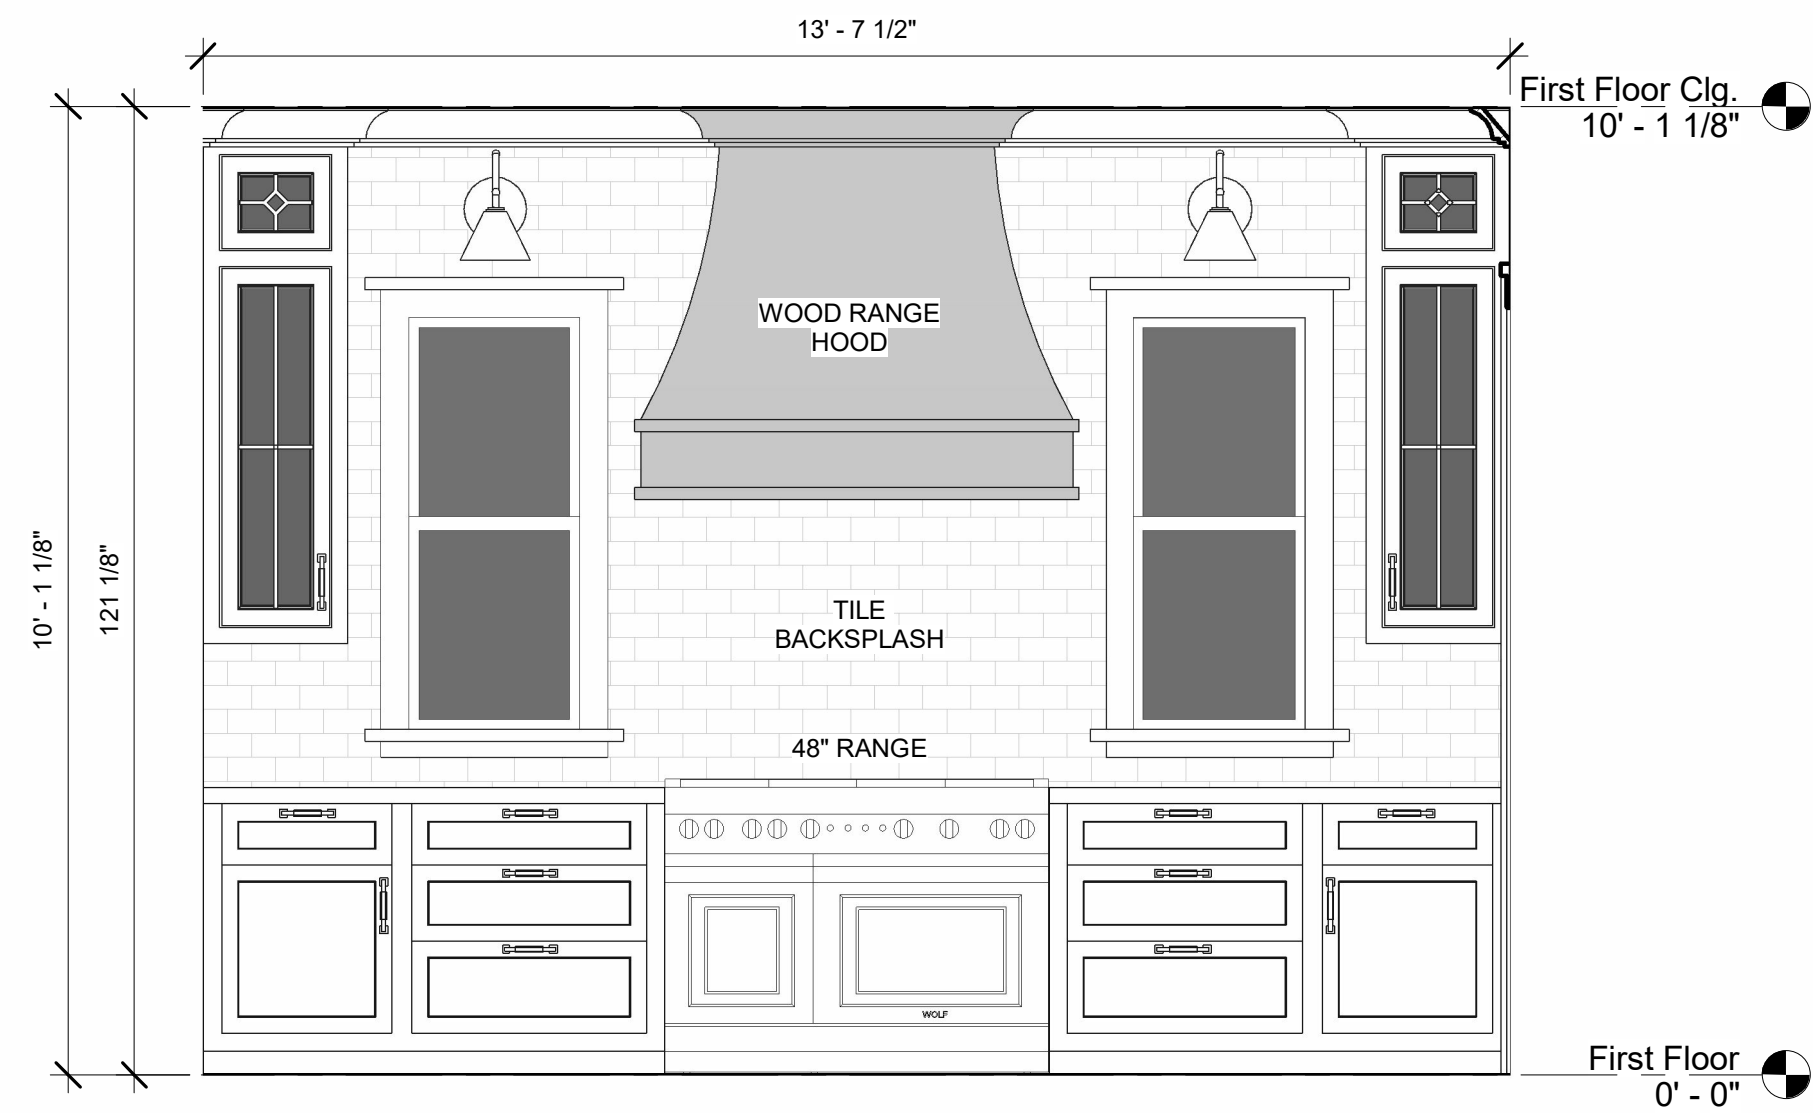 13' - 7 1/2"
First Floor Clg.
10' - 1 1/8"
WOOD RANGE
HOOD
10' - 1 1/8"
121 1/8"
TILE
BACKSPLASH
48" RANGE
WOLF
First Floor
0' - 0"